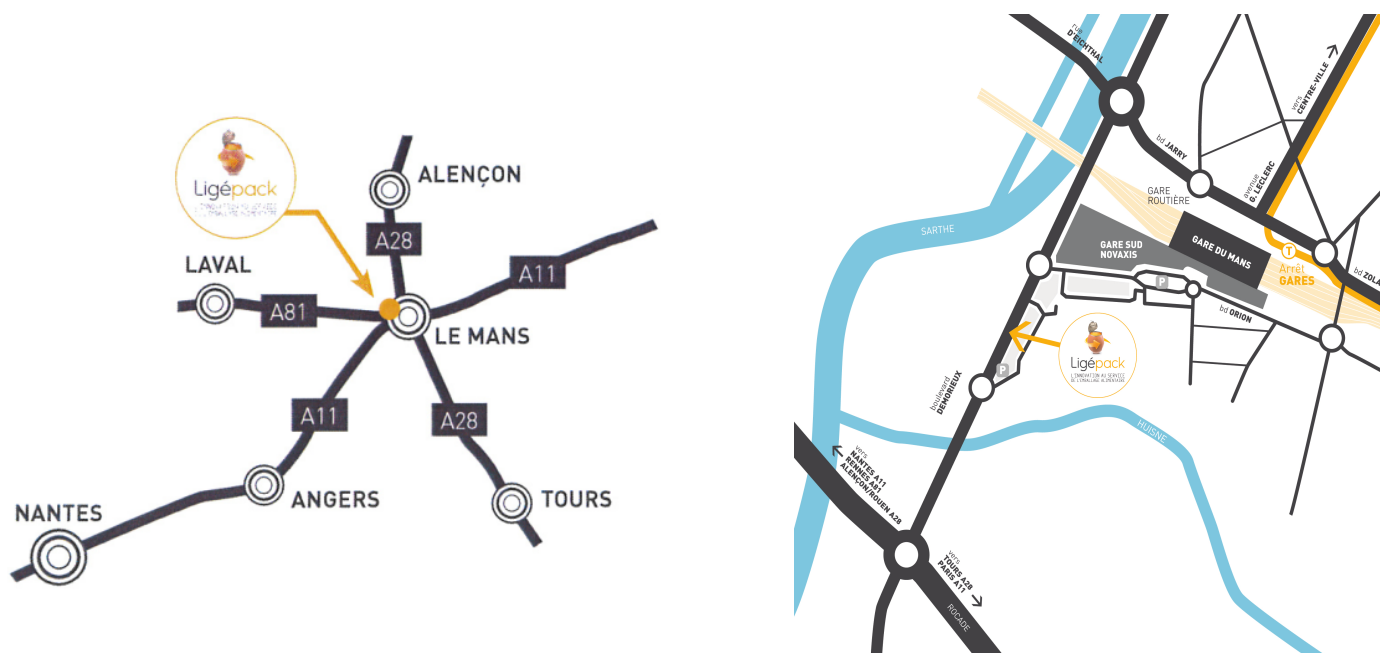 Ligépack
ALENÇON
A28
LAVAL
A11
A81
LE MANS
A11
A28
ANGERS
TOURS
NANTES
rue
D'EICHTHAL
vers
CENTRE-VILLE
bd JARRY
avenue
G. LECLERC
GARE
ROUTIÈRE
SARTHE
GARE SUD
NOVAXIS
GARE DU MANS
T
Arrêt
GARES
bd ZOLA
P
bd ORION
Ligépack
L'INNOVATION AU SERVICE
DE L'EMBALLAGE ALIMENTAIRE
P
boulevard
DEMORIEUX
HUISNE
vers
NANTES A11
RENNES A81
ALENÇON/ROUEN A28
vers
TOURS A28
PARIS A11
ROCADE